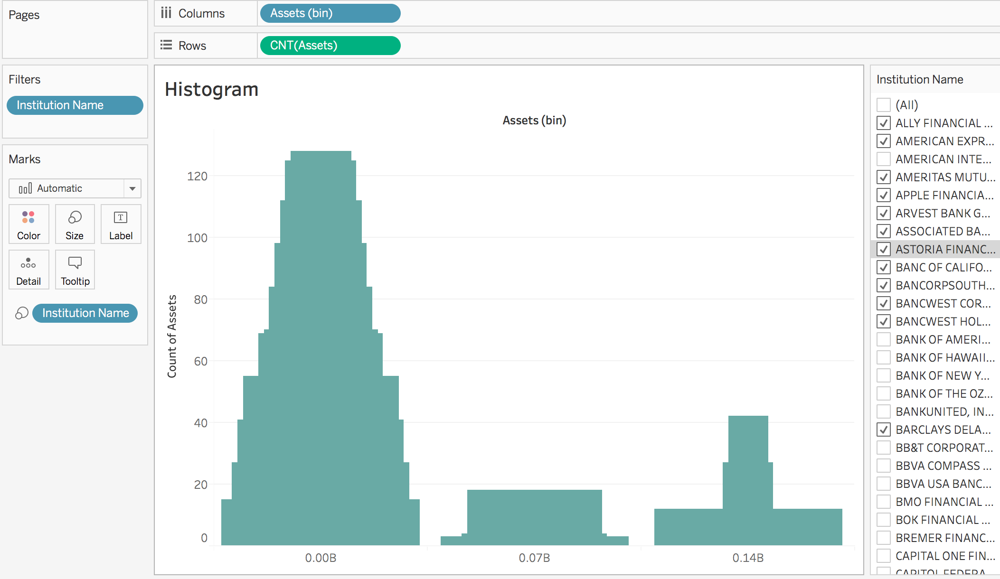 Pages
Columns
Assets (bin)
Rows
CNT(Assets)
Filters
Institution Name
Marks
Automatic
Color
Size
T
Label
Detail
Tooltip
Institution Name
Histogram
Assets (bin)
Count of Assets
120
100
80
60
40
20
0
0.00B
0.07B
0.14B
Institution Name
(All)
ALLY FINANCIAL ...
AMERICAN EXPR...
AMERICAN INTE...
AMERITAS MUTU...
APPLE FINANCIA...
ARVEST BANK G...
ASSOCIATED BA...
ASTORIA FINANC...
BANC OF CALIFO...
BANCORPSOUTH...
BANCWEST COR...
BANCWEST HOL...
BANK OF AMERI...
BANK OF HAWAII...
BANK OF NEW Y...
BANK OF THE OZ...
BANKUNITED, IN...
BARCLAYS DELA...
BB&T CORPORAT...
BBVA COMPASS ...
BBVA USA BANC...
BMO FINANCIAL ...
BOK FINANCIAL ...
BREMER FINANC...
CAPITAL ONE FIN...
CAPITOL FEDERA